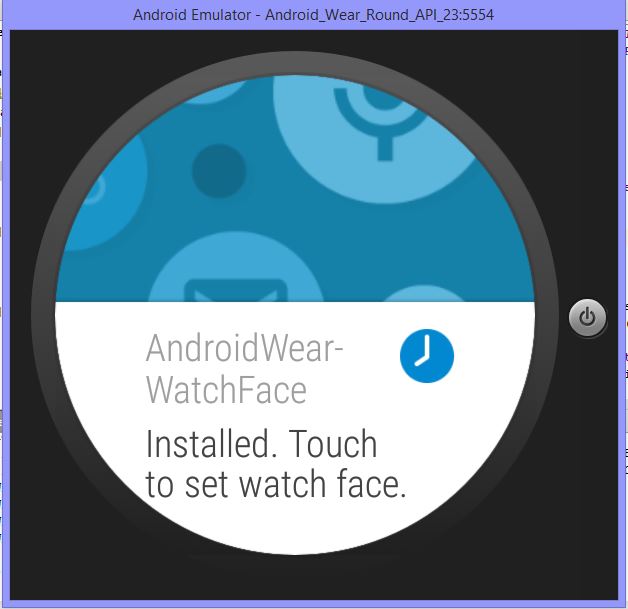 Android Emulator - Android_Wear_Round_API_23:5554
AndroidWear-
WatchFace
Installed. Touch
to set watch face.